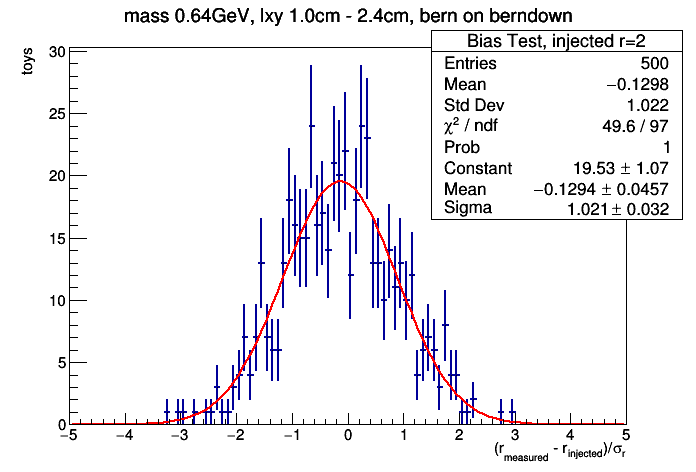 mass 0.64GeV, lxy 1.0cm - 2.4cm, bern on berndown
Bias Test, injected r=2
Entries 500
Mean −0.1298
Std Dev 1.022
χ² / ndf 49.6 / 97
Prob 1
Constant 19.53 ± 1.07
Mean −0.1294 ± 0.0457
Sigma 1.021 ± 0.032
toys
30
25
20
15
10
5
0
−5 −4 −3 −2 −1 0 1 2 3 4 5
(r_measured - r_injected)/σ_r